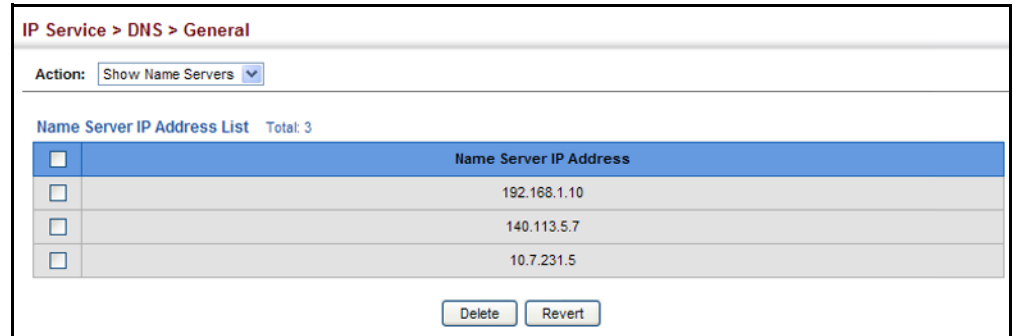 IP Service > DNS > General
Action: Show Name Servers
Name Server IP Address List Total: 3
Name Server IP Address
192.168.1.10
140.113.5.7
10.7.231.5
Delete Revert